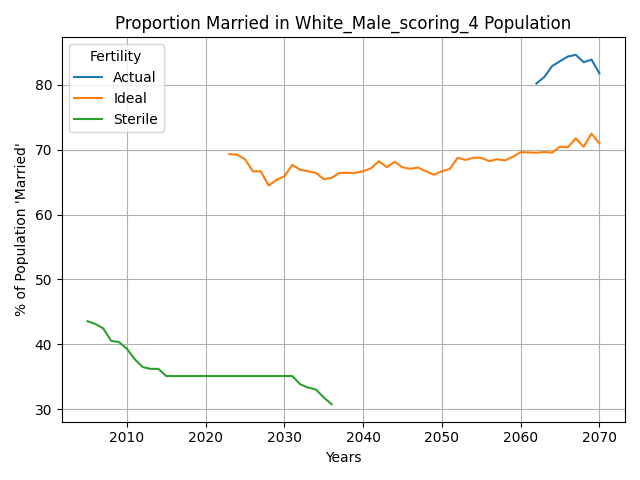 Proportion Married in White_Male_scoring_4 Population
Fertility
Actual
Ideal
Sterile
% of Population 'Married'
80
70
60
50
40
30
2010 2020 2030 2040 2050 2060 2070
Years